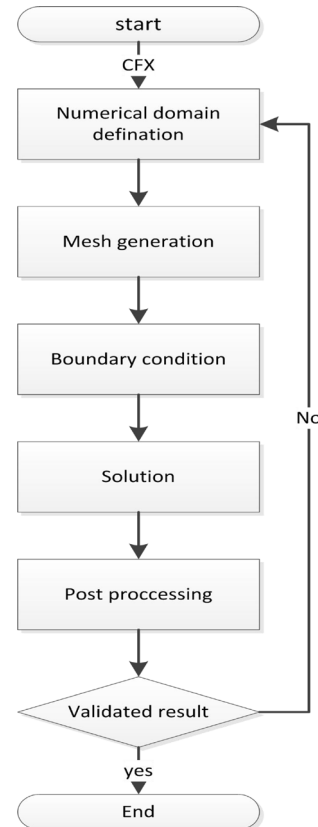 start
CFX
Numerical domain
defination
Mesh generation
Boundary condition
No
Solution
Post proccessing
Validated result
yes
End